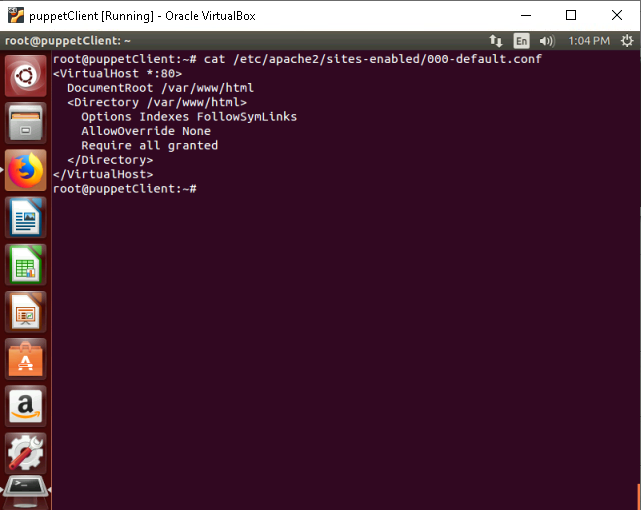 puppetClient [Running] - Oracle VirtualBox
root@puppetClient: ~
En
1:04 PM
root@puppetClient:~# cat /etc/apache2/sites-enabled/000-default.conf
<VirtualHost *:80>
  DocumentRoot /var/www/html
  <Directory /var/www/html>
    Options Indexes FollowSymLinks
    AllowOverride None
    Require all granted
  </Directory>
</VirtualHost>
root@puppetClient:~#